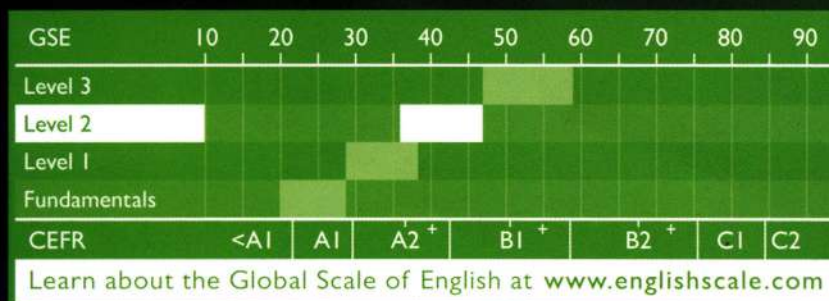 GSE 10 20 30 40 50 60 70 80 90
Level 3
Level 2
Level 1
Fundamentals
CEFR <A1 A1 A2 + B1 + B2 + C1 C2
Learn about the Global Scale of English at www.englishscale.com